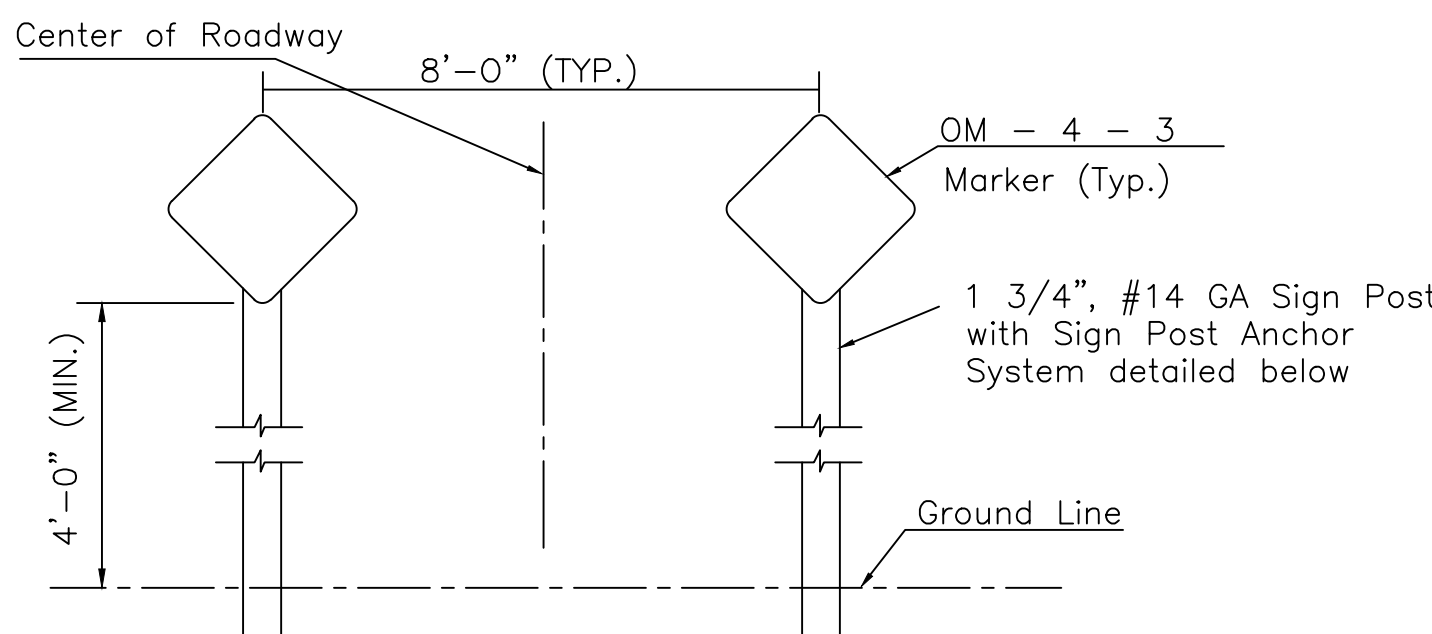 Center of Roadway
8'-0" (TYP.)
OM - 4 - 3
Marker (Typ.)
1 3/4", #14 GA Sign Post
with Sign Post Anchor
System detailed below
4'-0" (MIN.)
Ground Line